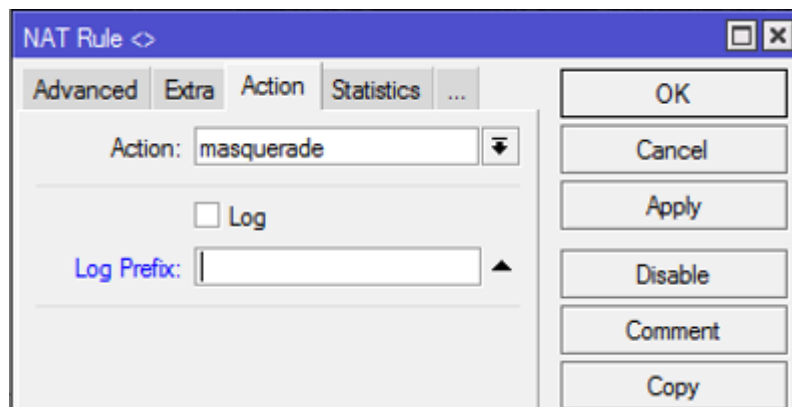 NAT Rule <>
Advanced Extra Action Statistics ...
OK
Action: masquerade
Cancel
Log
Apply
Log Prefix:
Disable
Comment
Copy